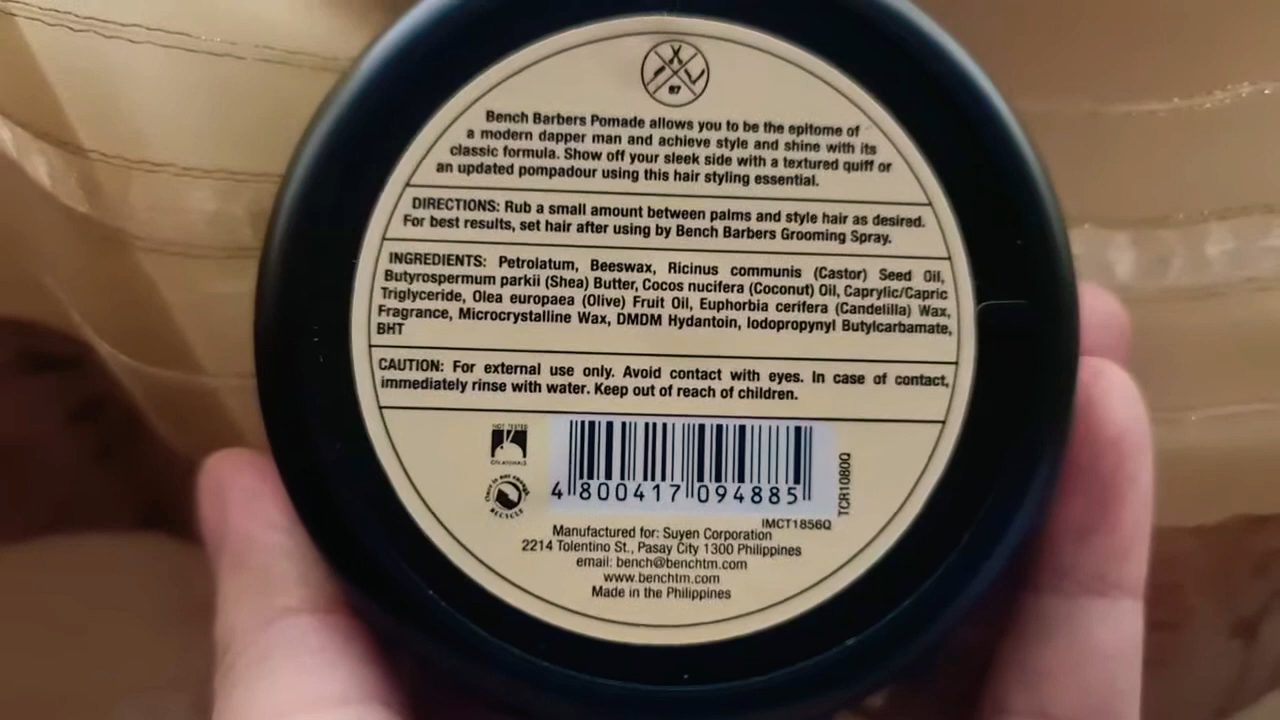 87
Bench Barbers Pomade allows you to be the epitome of
a modern dapper man and achieve style and shine with its
classic formula. Show off your sleek side with a textured quiff or
an updated pompadour using this hair styling essential.
DIRECTIONS: Rub a small amount between palms and style hair as desired.
For best results, set hair after using by Bench Barbers Grooming Spray.
INGREDIENTS: Petrolatum, Beeswax, Ricinus communis (Castor) Seed Oil,
Butyrospermum parkii (Shea) Butter, Cocos nucifera (Coconut) Oil, Caprylic/Capric
Triglyceride, Olea europaea (Olive) Fruit Oil, Euphorbia cerifera (Candelilla) Wax,
Fragrance, Microcrystalline Wax, DMDM Hydantoin, Iodopropynyl Butylcarbamate,
BHT
CAUTION: For external use only. Avoid contact with eyes. In case of contact,
immediately rinse with water. Keep out of reach of children.
NOT TESTED
ON ANIMALS
RECYCLE
4 800417 094885
TCR1080Q
IMCT1856Q
Manufactured for: Suyen Corporation
2214 Tolentino St., Pasay City 1300 Philippines
email: bench@benchtm.com
www.benchtm.com
Made in the Philippines